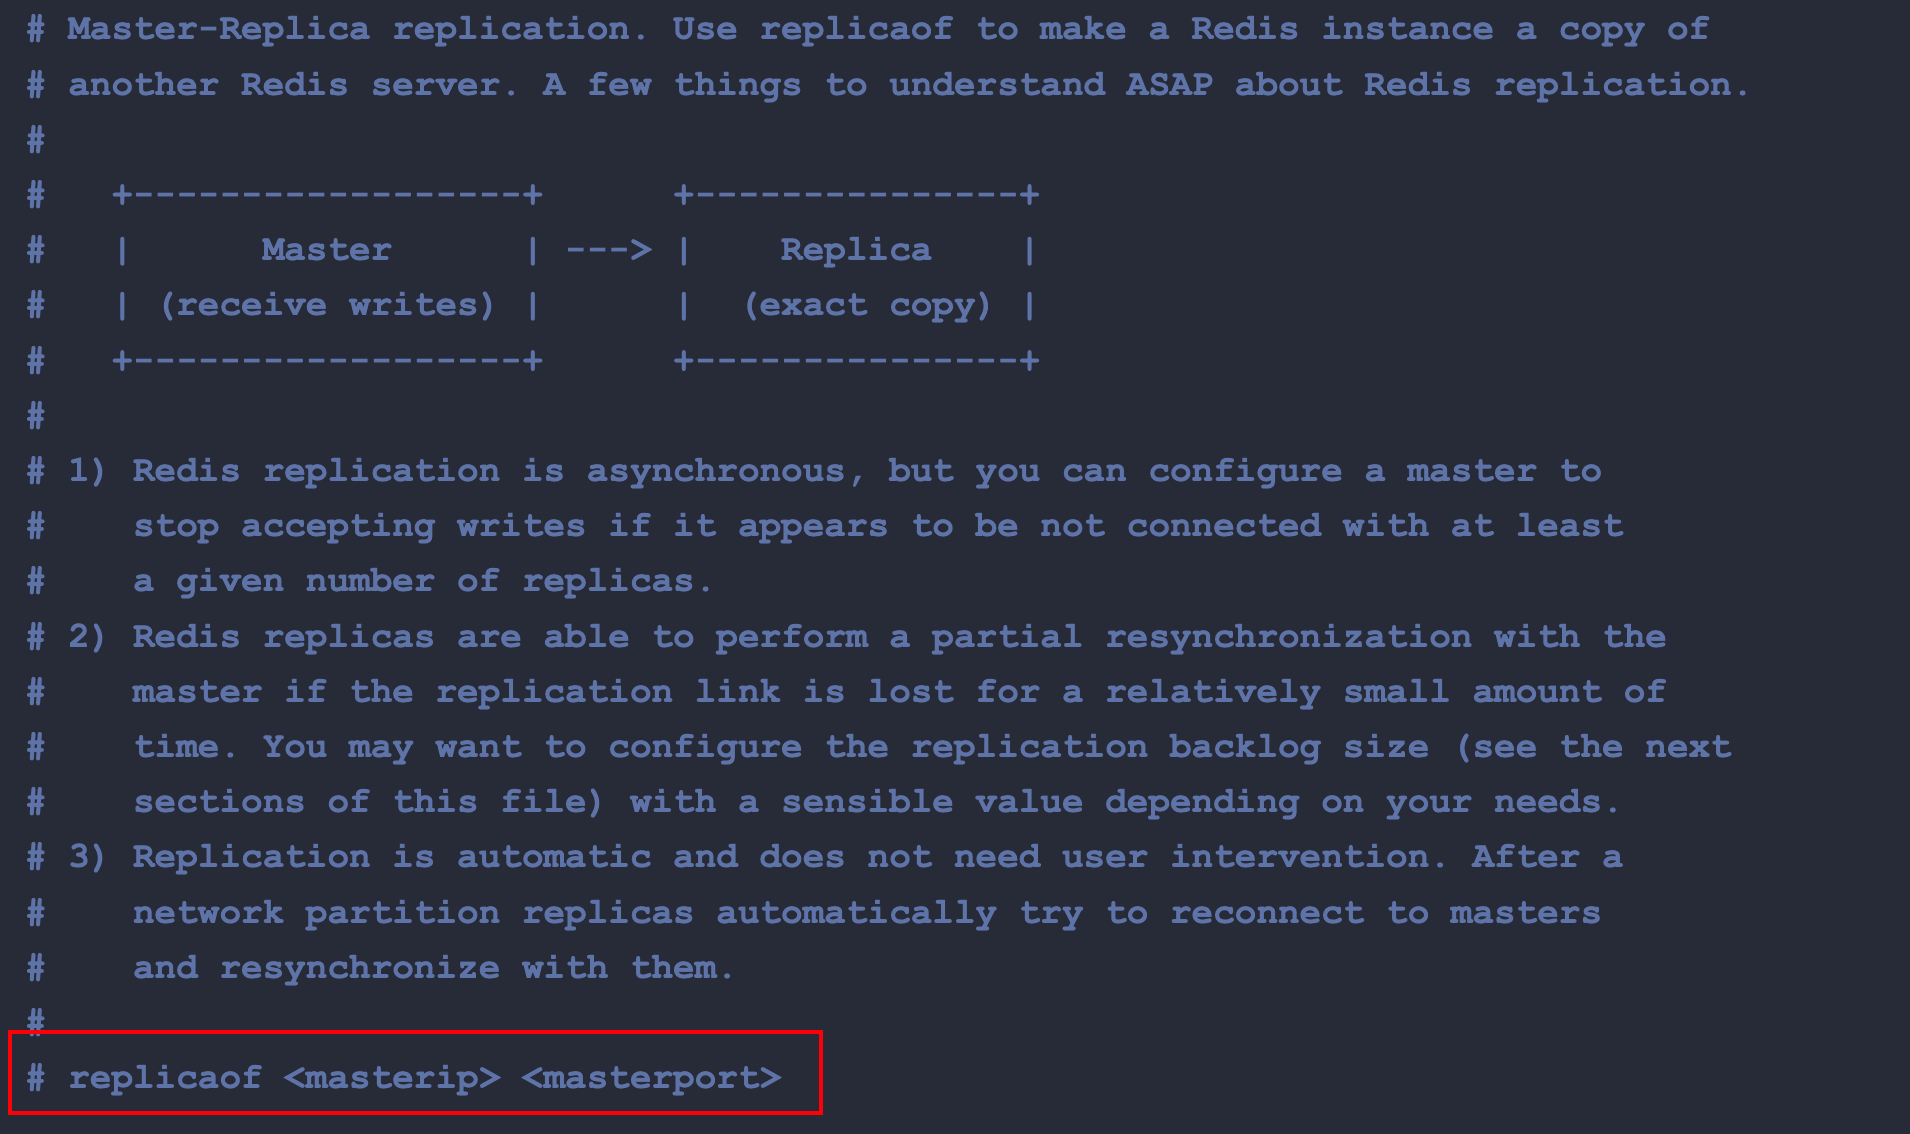 # Master-Replica replication. Use replicaof to make a Redis instance a copy of
# another Redis server. A few things to understand ASAP about Redis replication.
#
#   +------------------+      +---------------+
#   |      Master      | ---> |    Replica    |
#   | (receive writes) |      |  (exact copy) |
#   +------------------+      +---------------+
#
# 1) Redis replication is asynchronous, but you can configure a master to
#    stop accepting writes if it appears to be not connected with at least
#    a given number of replicas.
# 2) Redis replicas are able to perform a partial resynchronization with the
#    master if the replication link is lost for a relatively small amount of
#    time. You may want to configure the replication backlog size (see the next
#    sections of this file) with a sensible value depending on your needs.
# 3) Replication is automatic and does not need user intervention. After a
#    network partition replicas automatically try to reconnect to masters
#    and resynchronize with them.
#
# replicaof <masterip> <masterport>